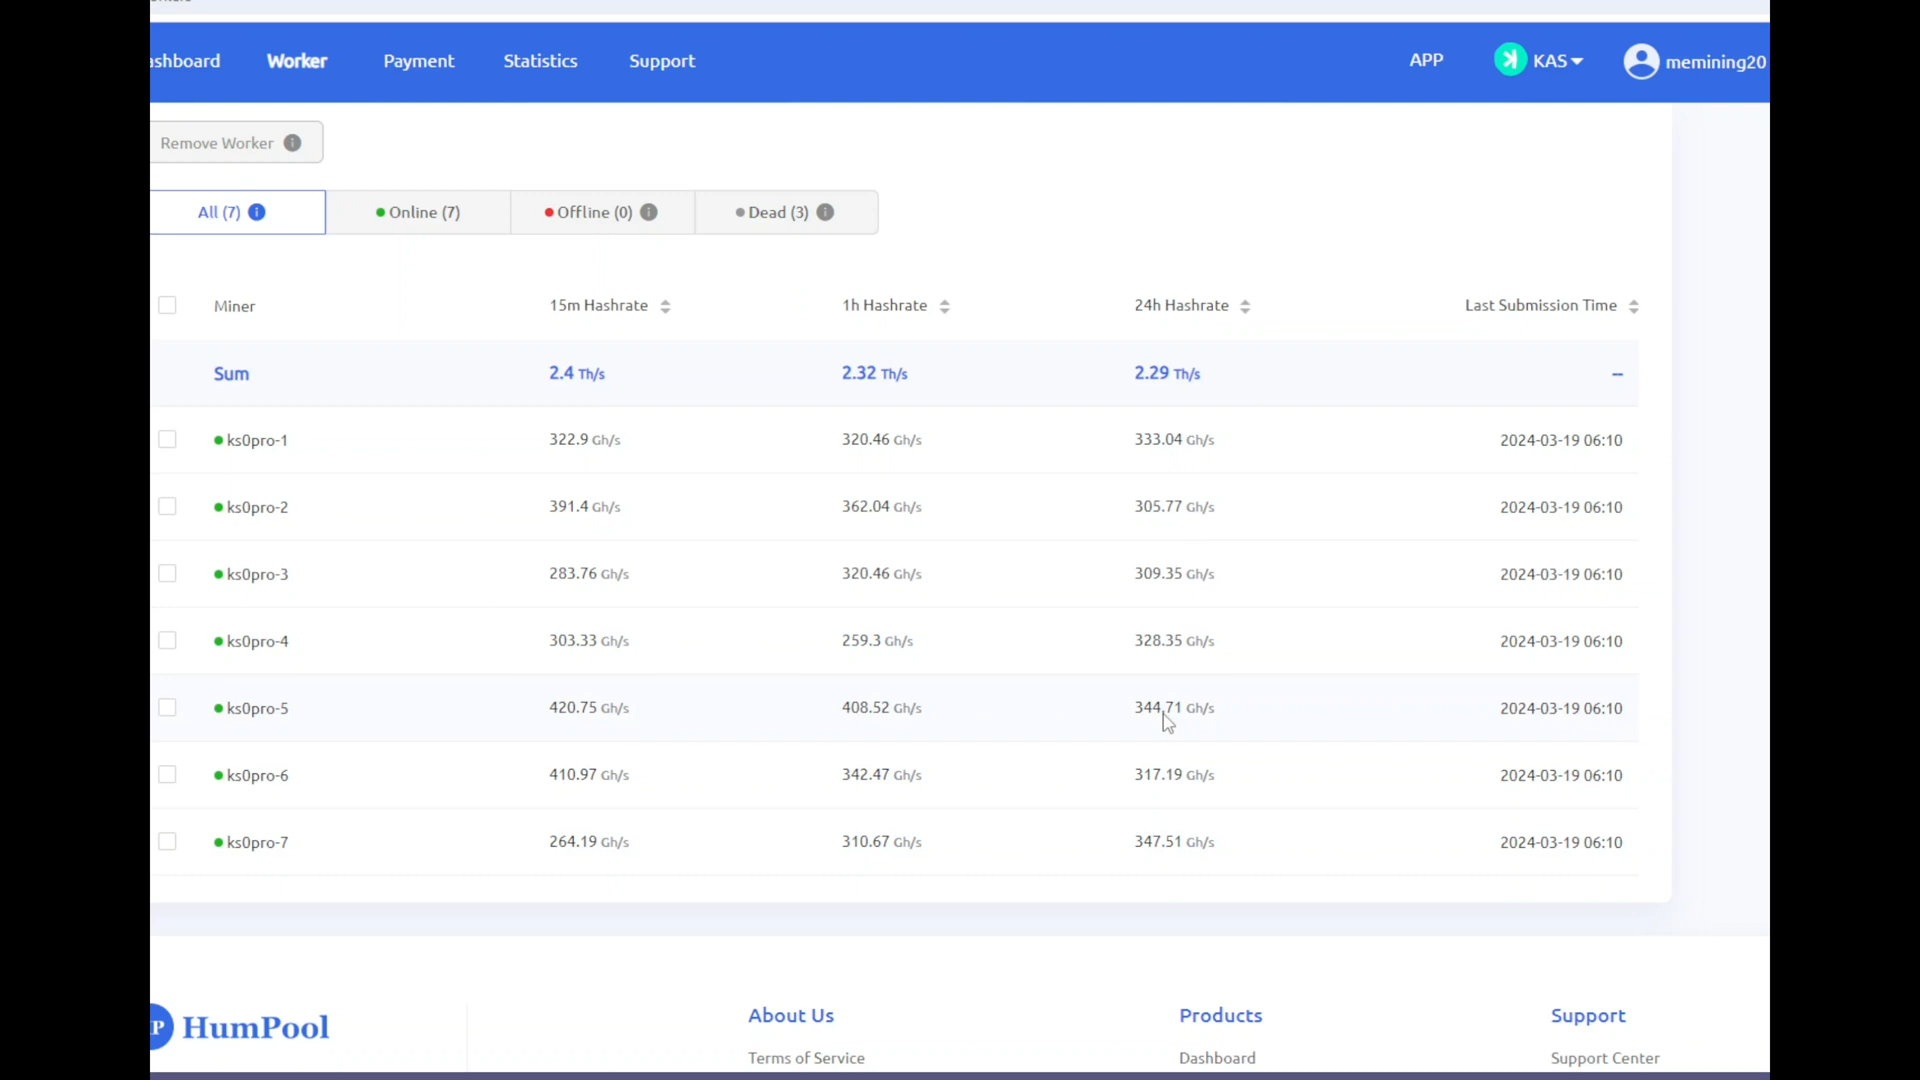 ashboard Worker Payment Statistics Support APP KAS memining20
Remove Worker
All (7) Online (7) Offline (0) Dead (3)
Miner 15m Hashrate 1h Hashrate 24h Hashrate Last Submission Time
Sum 2.4 Th/s 2.32 Th/s 2.29 Th/s --
ks0pro-1 322.9 Gh/s 320.46 Gh/s 333.04 Gh/s 2024-03-19 06:10
ks0pro-2 391.4 Gh/s 362.04 Gh/s 305.77 Gh/s 2024-03-19 06:10
ks0pro-3 283.76 Gh/s 320.46 Gh/s 309.35 Gh/s 2024-03-19 06:10
ks0pro-4 303.33 Gh/s 259.3 Gh/s 328.35 Gh/s 2024-03-19 06:10
ks0pro-5 420.75 Gh/s 408.52 Gh/s 344.71 Gh/s 2024-03-19 06:10
ks0pro-6 410.97 Gh/s 342.47 Gh/s 317.19 Gh/s 2024-03-19 06:10
ks0pro-7 264.19 Gh/s 310.67 Gh/s 347.51 Gh/s 2024-03-19 06:10
P HumPool About Us Products Support
Terms of Service Dashboard Support Center